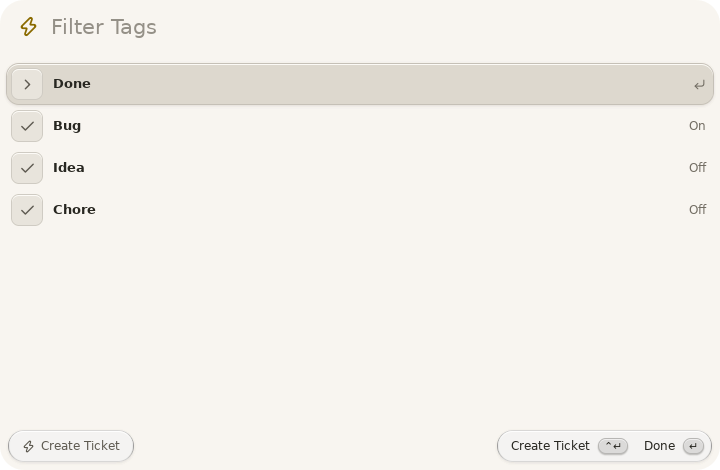 Filter Tags
Done
Bug On
Idea Off
Chore Off
Create Ticket
Create Ticket ⌃↵ Done ↵